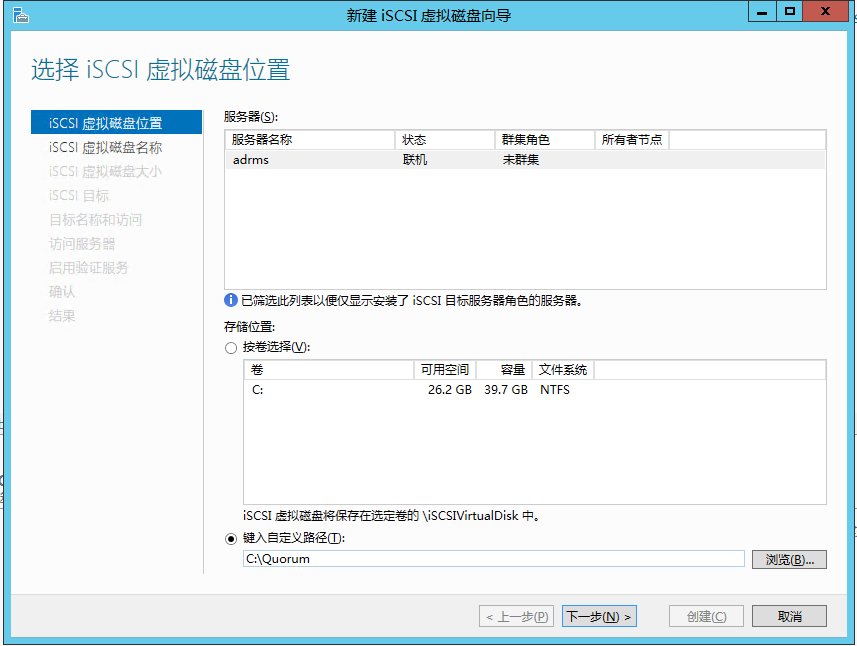 新建 iSCSI 虚拟磁盘向导
选择 iSCSI 虚拟磁盘位置
iSCSI 虚拟磁盘位置
iSCSI 虚拟磁盘名称
iSCSI 虚拟磁盘大小
iSCSI 目标
目标名称和访问
访问服务器
启用验证服务
确认
结果
服务器(S):
服务器名称 状态 群集角色 所有者节点
adrms 联机 未群集
已筛选此列表以便仅显示安装了 iSCSI 目标服务器角色的服务器。
存储位置:
按卷选择(V):
卷 可用空间 容量 文件系统
C: 26.2 GB 39.7 GB NTFS
iSCSI 虚拟磁盘将保存在选定卷的 \iSCSIVirtualDisk 中。
键入自定义路径(T):
C:\Quorum 浏览(B)...
< 上一步(P) 下一步(N) > 创建(C) 取消